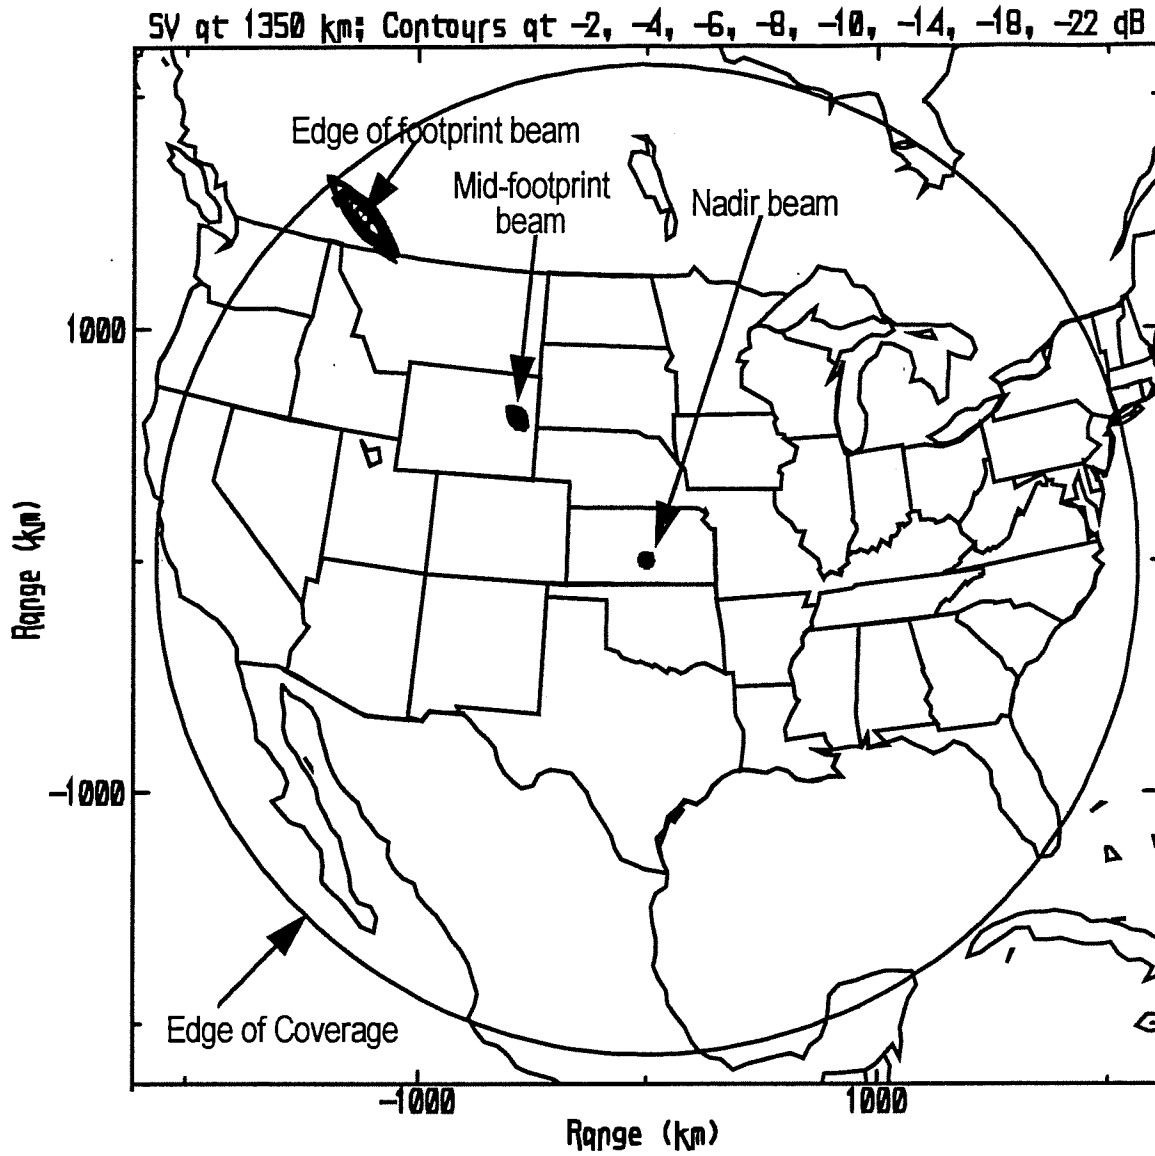 SV at 1350 km; Contours at -2, -4, -6, -8, -10, -14, -18, -22 dB
Edge of footprint beam
Mid-footprint
beam
Nadir beam
1000
Range (km)
-1000
Edge of Coverage
-1000
1000
Range (km)